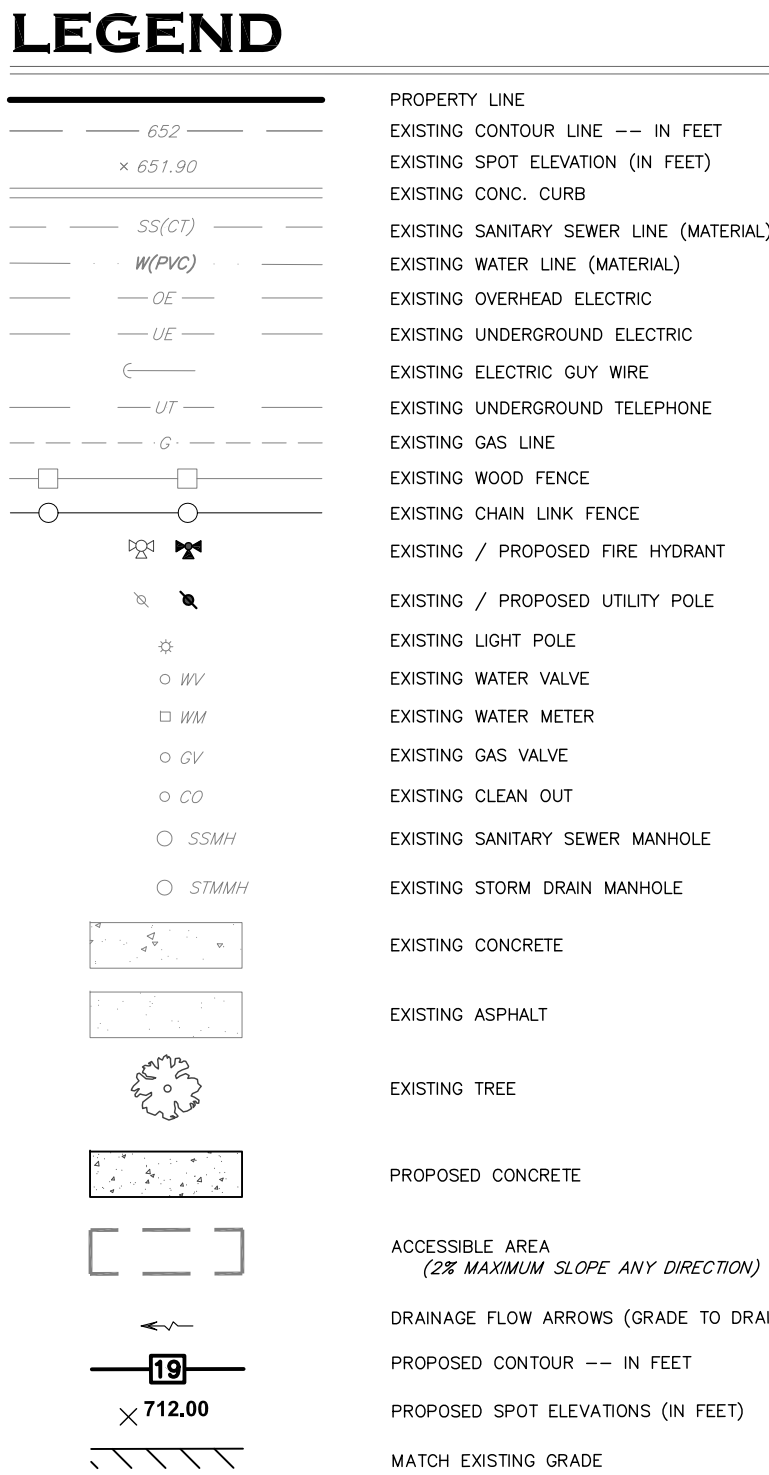 LEGEND
PROPERTY LINE
652 EXISTING CONTOUR LINE -- IN FEET
× 651.90 EXISTING SPOT ELEVATION (IN FEET)
EXISTING CONC. CURB
SS(CT) EXISTING SANITARY SEWER LINE (MATERIAL)
W(PVC) EXISTING WATER LINE (MATERIAL)
OE EXISTING OVERHEAD ELECTRIC
UE EXISTING UNDERGROUND ELECTRIC
EXISTING ELECTRIC GUY WIRE
UT EXISTING UNDERGROUND TELEPHONE
G EXISTING GAS LINE
EXISTING WOOD FENCE
EXISTING CHAIN LINK FENCE
EXISTING / PROPOSED FIRE HYDRANT
EXISTING / PROPOSED UTILITY POLE
EXISTING LIGHT POLE
WV EXISTING WATER VALVE
WM EXISTING WATER METER
GV EXISTING GAS VALVE
CO EXISTING CLEAN OUT
SSMH EXISTING SANITARY SEWER MANHOLE
STMMH EXISTING STORM DRAIN MANHOLE
EXISTING CONCRETE
EXISTING ASPHALT
EXISTING TREE
PROPOSED CONCRETE
ACCESSIBLE AREA
(2% MAXIMUM SLOPE ANY DIRECTION)
DRAINAGE FLOW ARROWS (GRADE TO DRAI
19 PROPOSED CONTOUR -- IN FEET
× 712.00 PROPOSED SPOT ELEVATIONS (IN FEET)
MATCH EXISTING GRADE